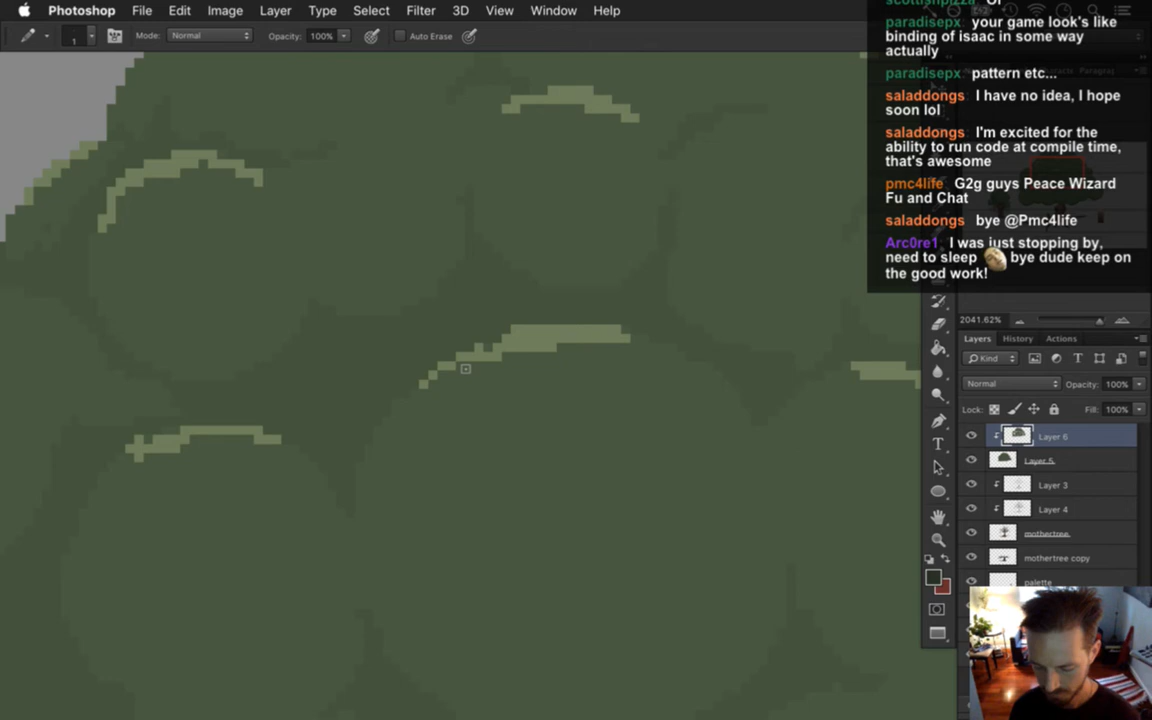 Photoshop File Edit Image Layer Type Select Filter 3D View Window Help
1 Mode: Normal Opacity: 100% Auto Erase
paradisepx: your game look's like
binding of isaac in some way
actually
paradisepx: pattern etc...
saladdongs: I have no idea, I hope
soon lol
saladdongs: I'm excited for the
ability to run code at compile time,
that's awesome
pmc4life: G2g guys Peace Wizard
Fu and Chat
saladdongs: bye @Pmc4life
Arc0re1: I was just stopping by,
need to sleep bye dude keep on
the good work!
2041.62%
Layers History Actions
Kind
Normal Opacity: 100%
Lock: Fill: 100%
Layer 6
Layer 5
Layer 3
Layer 4
mothertree
mothertree copy
palette